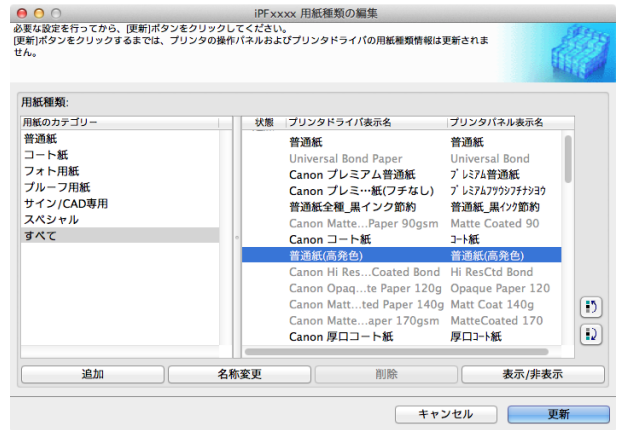 iPFxxxx 用紙種類の編集
必要な設定を行ってから、[更新]ボタンをクリックしてください。
[更新]ボタンをクリックするまでは、プリンタの操作パネルおよびプリンタドライバの用紙種類情報は更新されま
せん。
用紙種類:
用紙のカテゴリー
普通紙
コート紙
フォト用紙
プルーフ用紙
サイン/CAD専用
スペシャル
すべて
状態 プリンタドライバ表示名 プリンタパネル表示名
普通紙 普通紙
Universal Bond Paper Universal Bond
Canon プレミアム普通紙 プレミアム普通紙
Canon プレミ…紙(フチなし) プレミアムフツウシフチナシヨウ
普通紙全種_黒インク節約 普通紙_黒インク節約
Canon Matte…Paper 90gsm Matte Coated 90
Canon コート紙 コート紙
普通紙(高発色) 普通紙(高発色)
Canon Hi Res…Coated Bond Hi ResCtd Bond
Canon Opaq…te Paper 120g Opaque Paper 120
Canon Matt…ted Paper 140g Matt Coat 140g
Canon Matte…aper 170gsm MatteCoated 170
Canon 厚口コート紙 厚口コート紙
追加 名称変更 削除 表示/非表示
キャンセル 更新